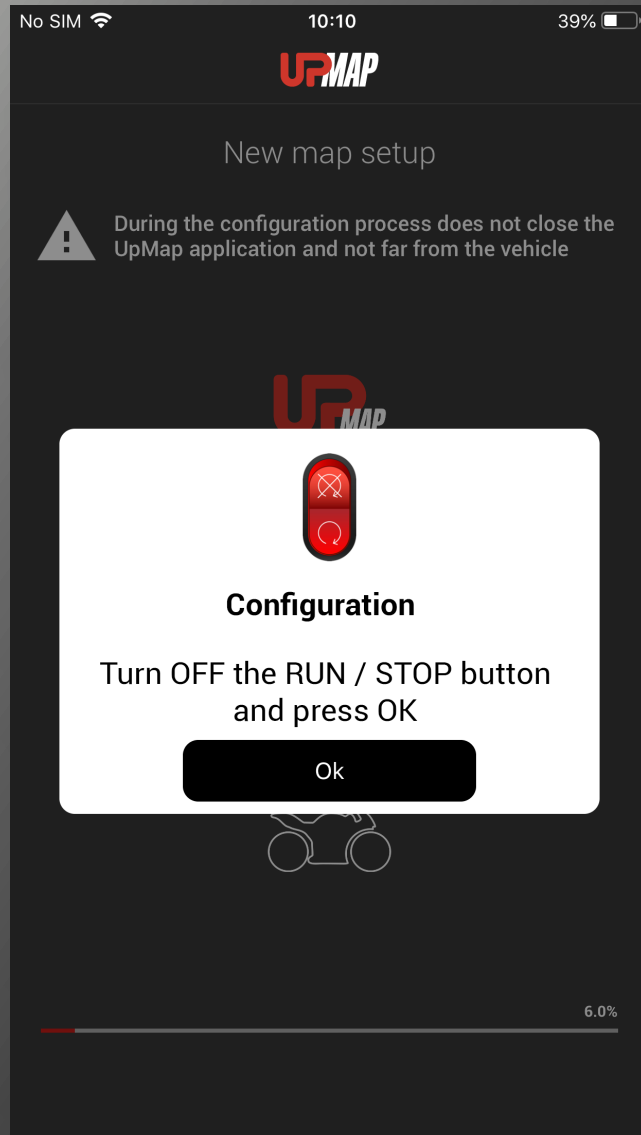 No SIM 10:10 39%
UPMAP
New map setup
During the configuration process does not close the
UpMap application and not far from the vehicle
UP MAP
Configuration
Turn OFF the RUN / STOP button
and press OK
Ok
6.0%